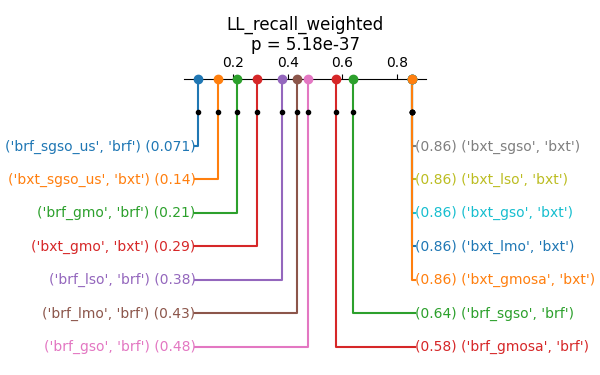 LL_recall_weighted
p = 5.18e-37
0.2 0.4 0.6 0.8
('brf_sgso_us', 'brf') (0.071) (0.86) ('bxt_sgso', 'bxt')
('bxt_sgso_us', 'bxt') (0.14) (0.86) ('bxt_lso', 'bxt')
('brf_gmo', 'brf') (0.21) (0.86) ('bxt_gso', 'bxt')
('bxt_gmo', 'bxt') (0.29) (0.86) ('bxt_lmo', 'bxt')
('brf_lso', 'brf') (0.38) (0.86) ('bxt_gmosa', 'bxt')
('brf_lmo', 'brf') (0.43) (0.64) ('brf_sgso', 'brf')
('brf_gso', 'brf') (0.48) (0.58) ('brf_gmosa', 'brf')